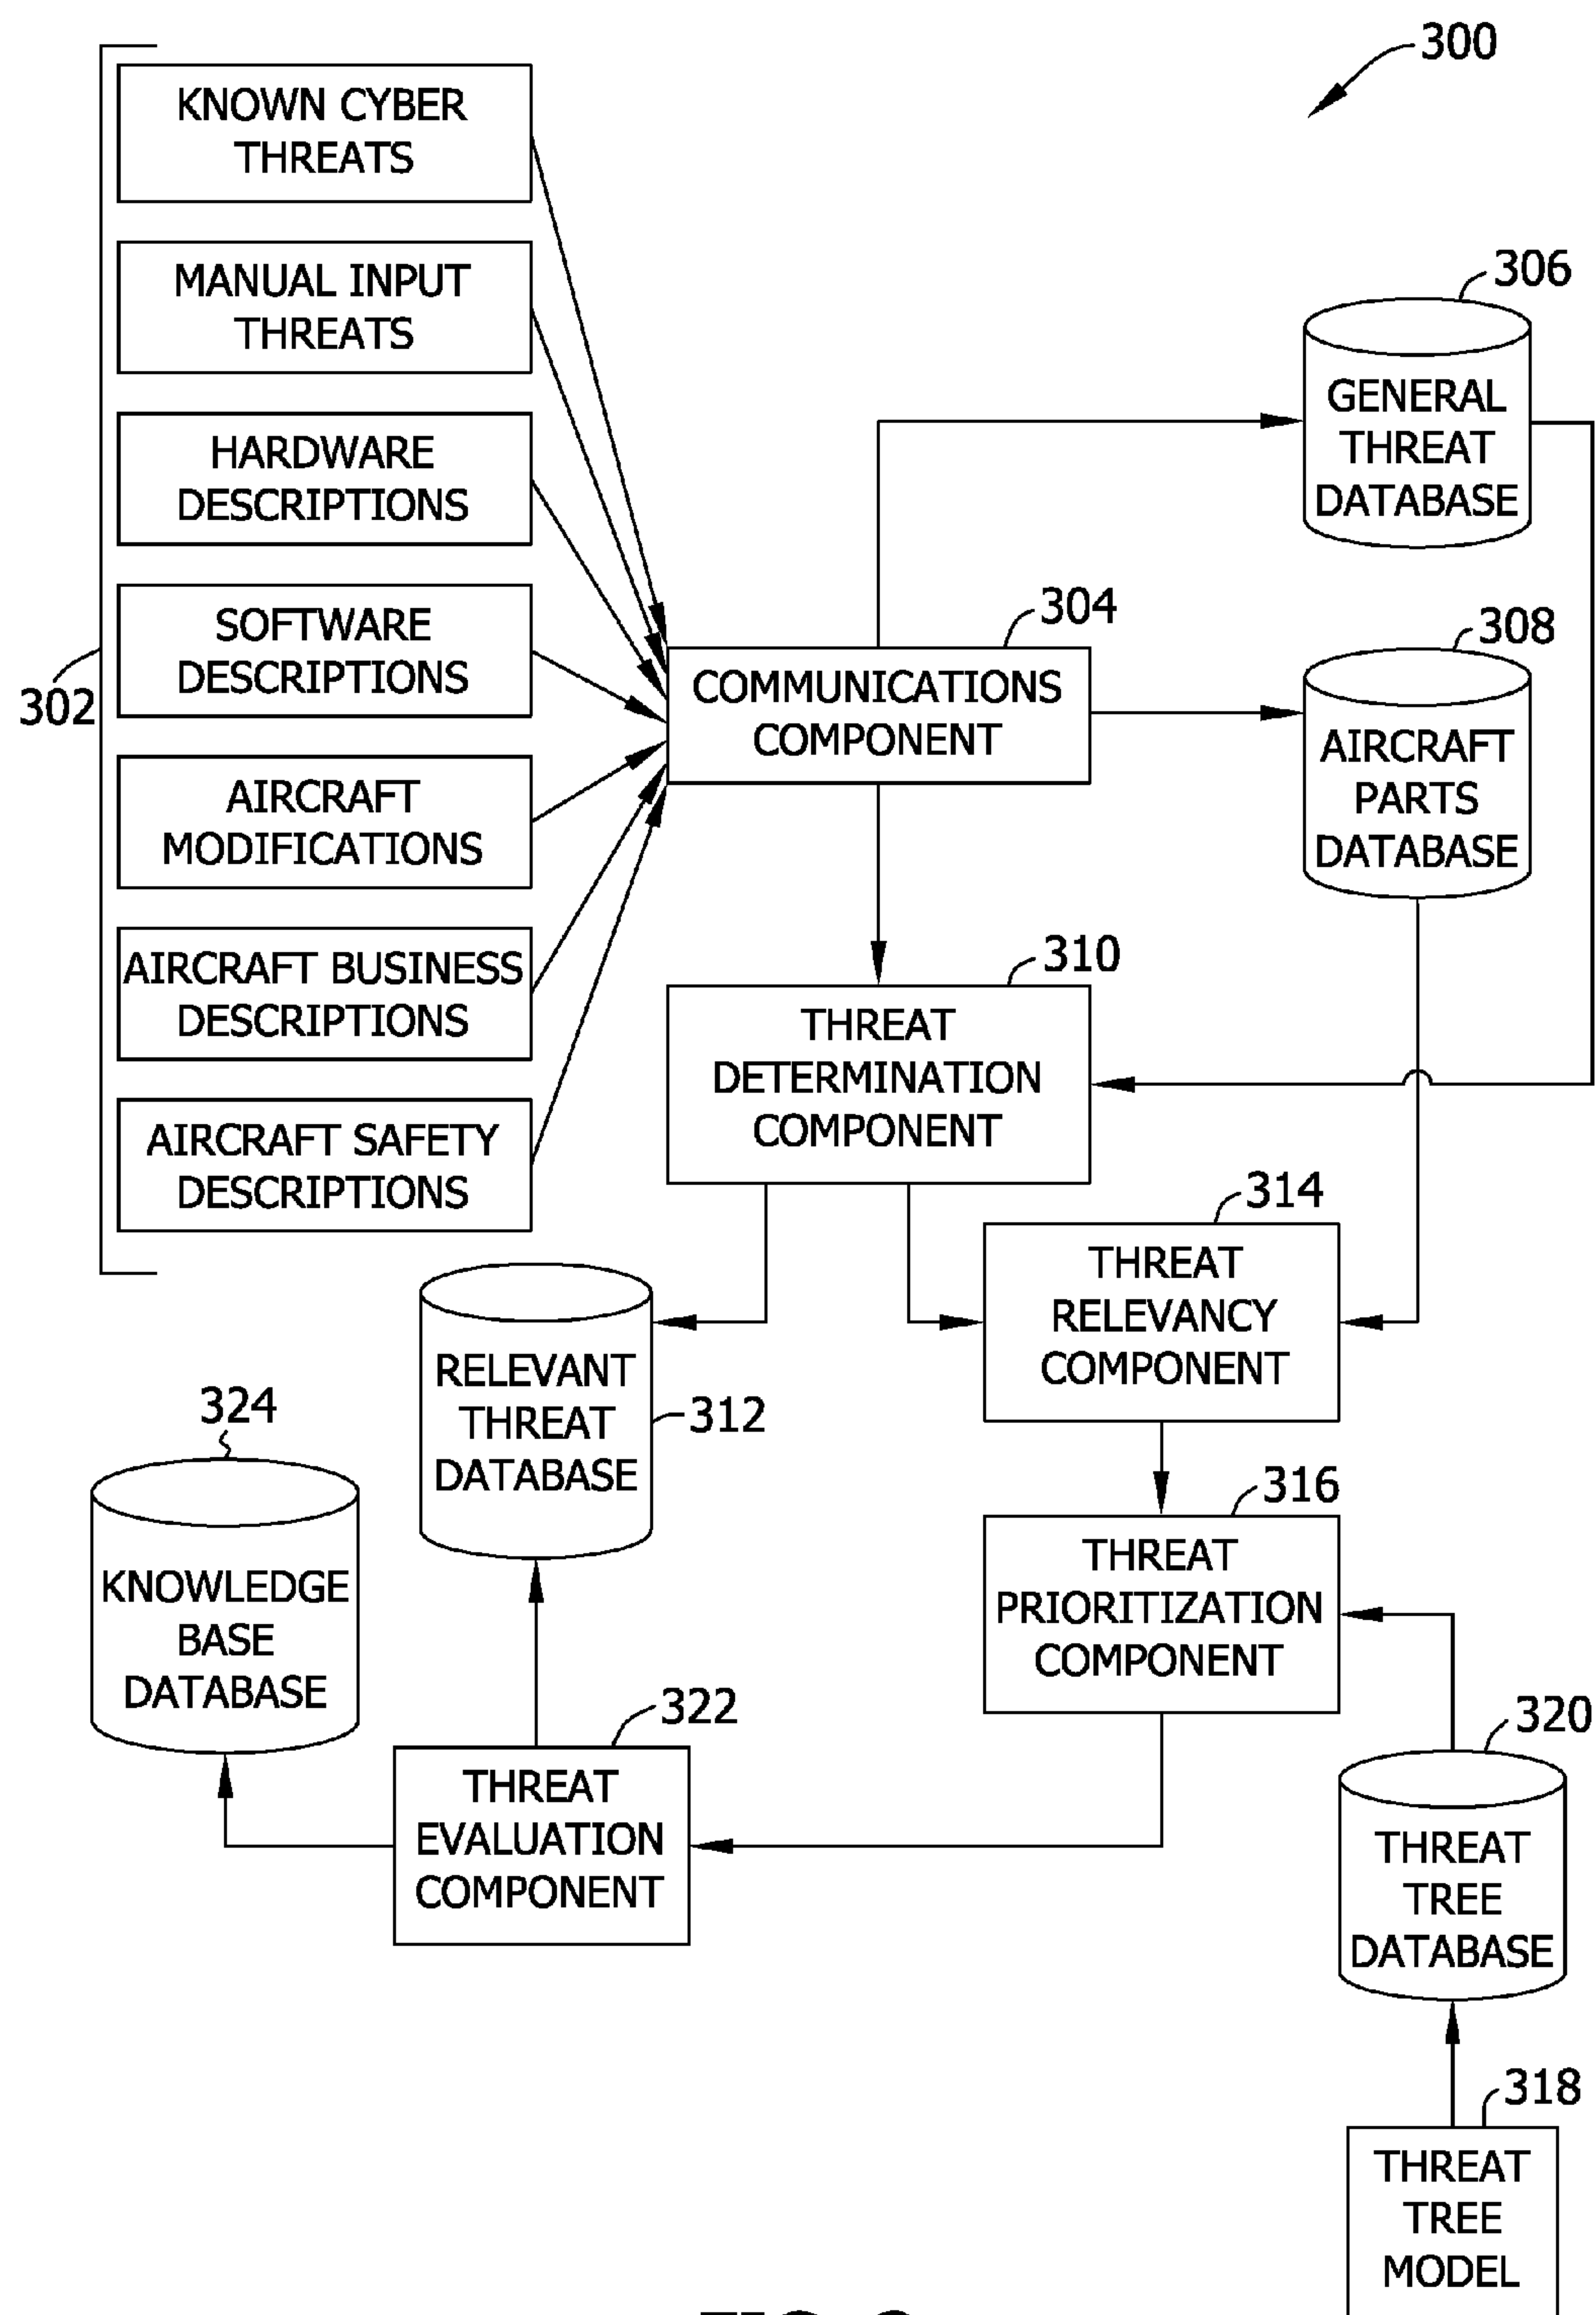 300
KNOWN CYBER
THREATS
MANUAL INPUT
THREATS
HARDWARE
DESCRIPTIONS
SOFTWARE
DESCRIPTIONS
AIRCRAFT
MODIFICATIONS
AIRCRAFT BUSINESS
DESCRIPTIONS
AIRCRAFT SAFETY
DESCRIPTIONS
302
304
COMMUNICATIONS
COMPONENT
306
GENERAL
THREAT
DATABASE
308
AIRCRAFT
PARTS
DATABASE
310
THREAT
DETERMINATION
COMPONENT
314
THREAT
RELEVANCY
COMPONENT
RELEVANT
THREAT
DATABASE
312
324
KNOWLEDGE
BASE
DATABASE
316
THREAT
PRIORITIZATION
COMPONENT
322
THREAT
EVALUATION
COMPONENT
320
THREAT
TREE
DATABASE
318
THREAT
TREE
MODEL